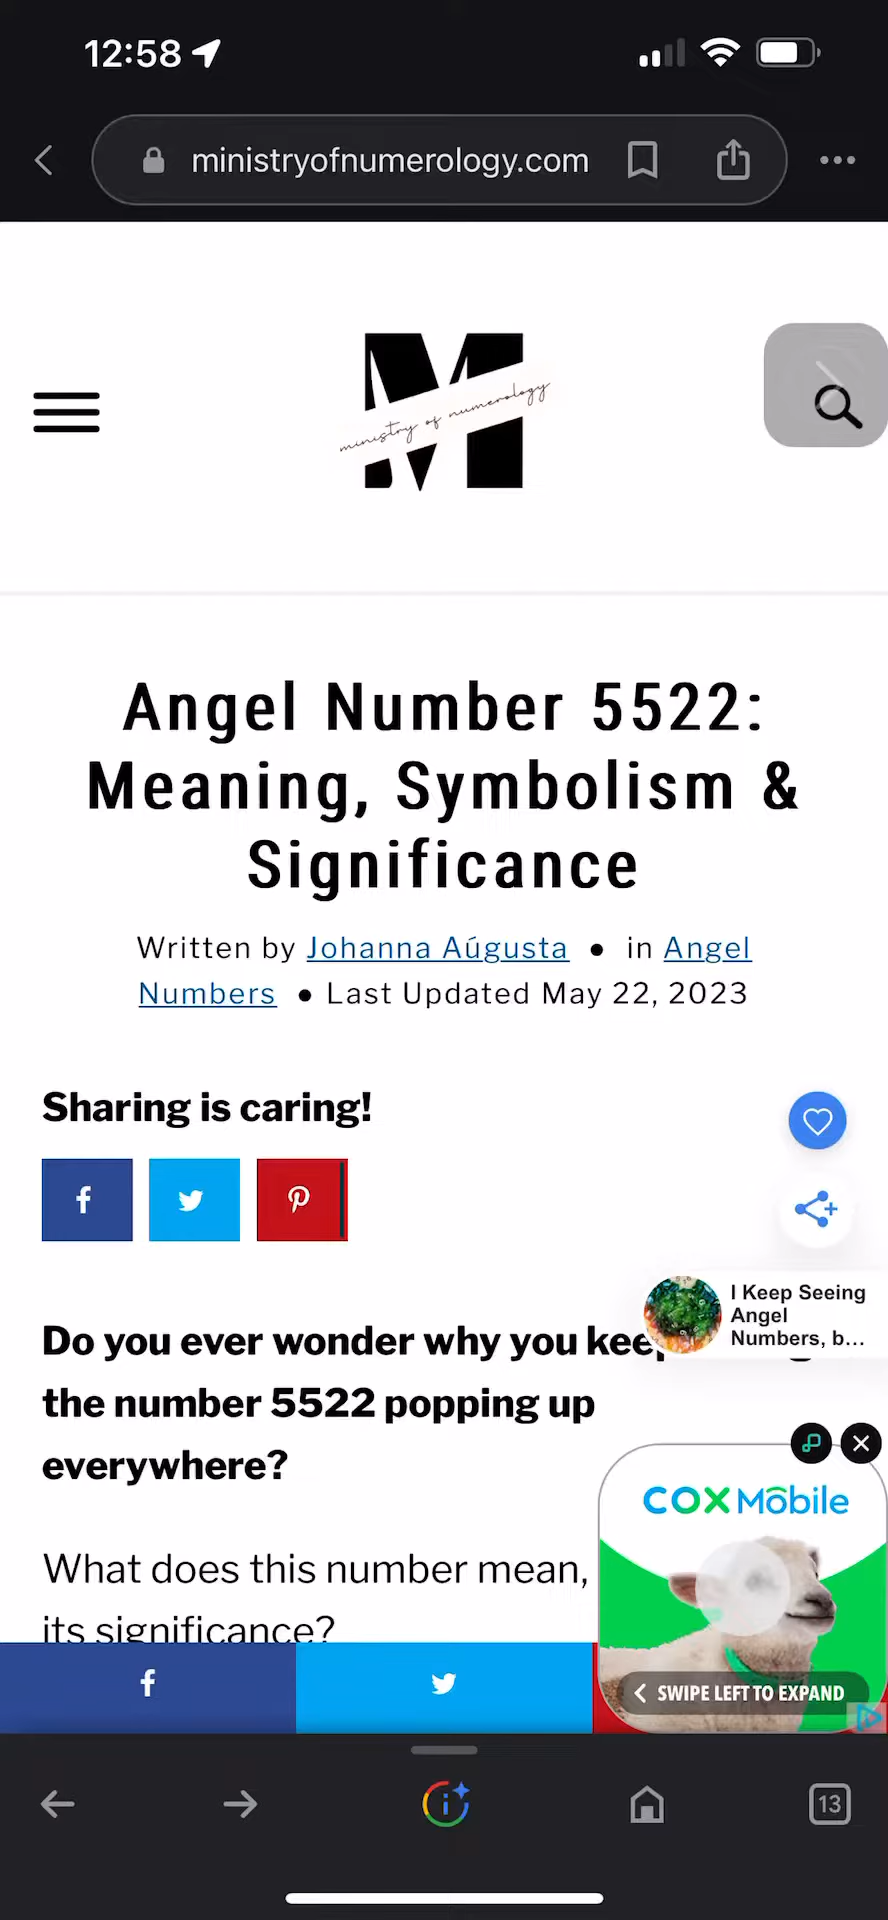 12:58
ministryofnumerology.com
M
ministry of numerology
Angel Number 5522:
Meaning, Symbolism &
Significance
Written by Johanna Aúgusta ● in Angel
Numbers ● Last Updated May 22, 2023
Sharing is caring!
I Keep Seeing
Angel
Numbers, b...
Do you ever wonder why you
the number 5522 popping up
everywhere?
COX Mobile
What does this number mean,
its significance?
SWIPE LEFT TO EXPAND
13